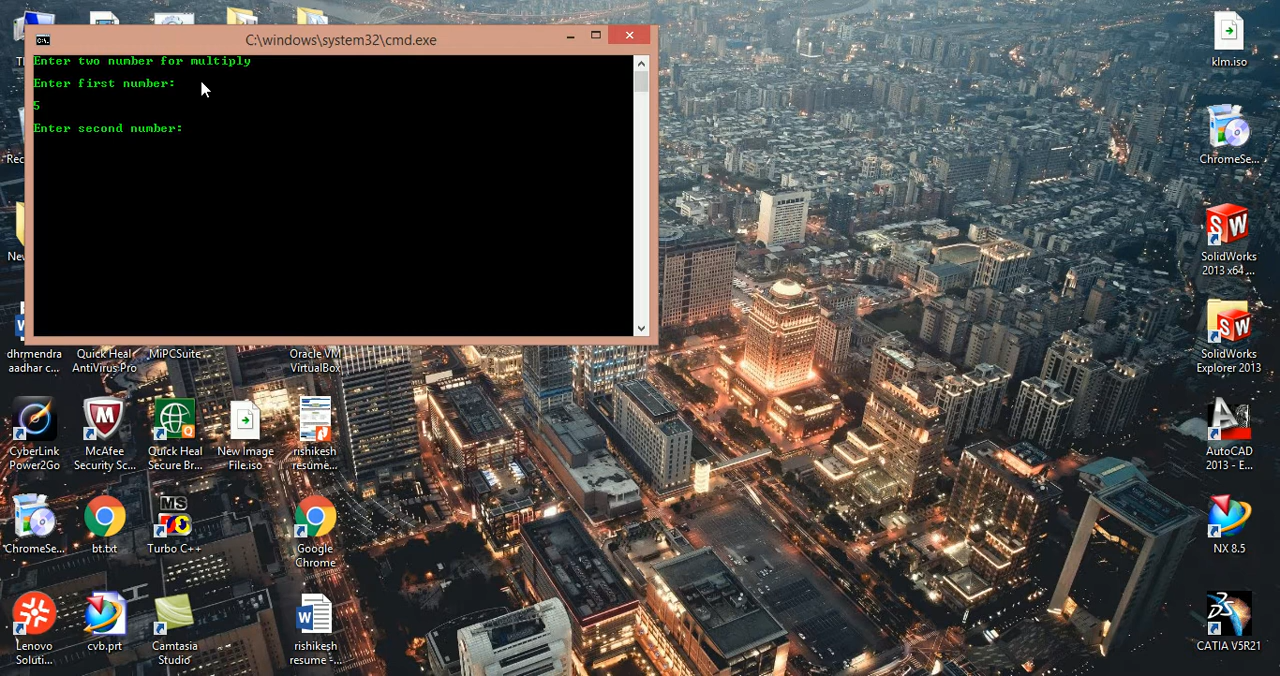 C:\windows\system32\cmd.exe
Enter two number for multiply
Enter first number:
5
Enter second number:
klm.iso
ChromeSe...
SolidWorks
2013 x64 ...
SolidWorks
Explorer 2013
AutoCAD
2013 - E...
NX 8.5
CATIA V5R21
dhrmendra
aadhar c...
Quick Heal
AntiVirus Pro
MiPCSuite
Oracle VM
VirtualBox
CyberLink
Power2Go
McAfee
Security Sc...
Quick Heal
Secure Br...
New Image
File.iso
rishikesh
resume...
ChromeSe...
bt.txt
MS
Turbo C++
Google
Chrome
Lenovo
Soluti...
cvb.prt
Camtasia
Studio
rishikesh
resume -...